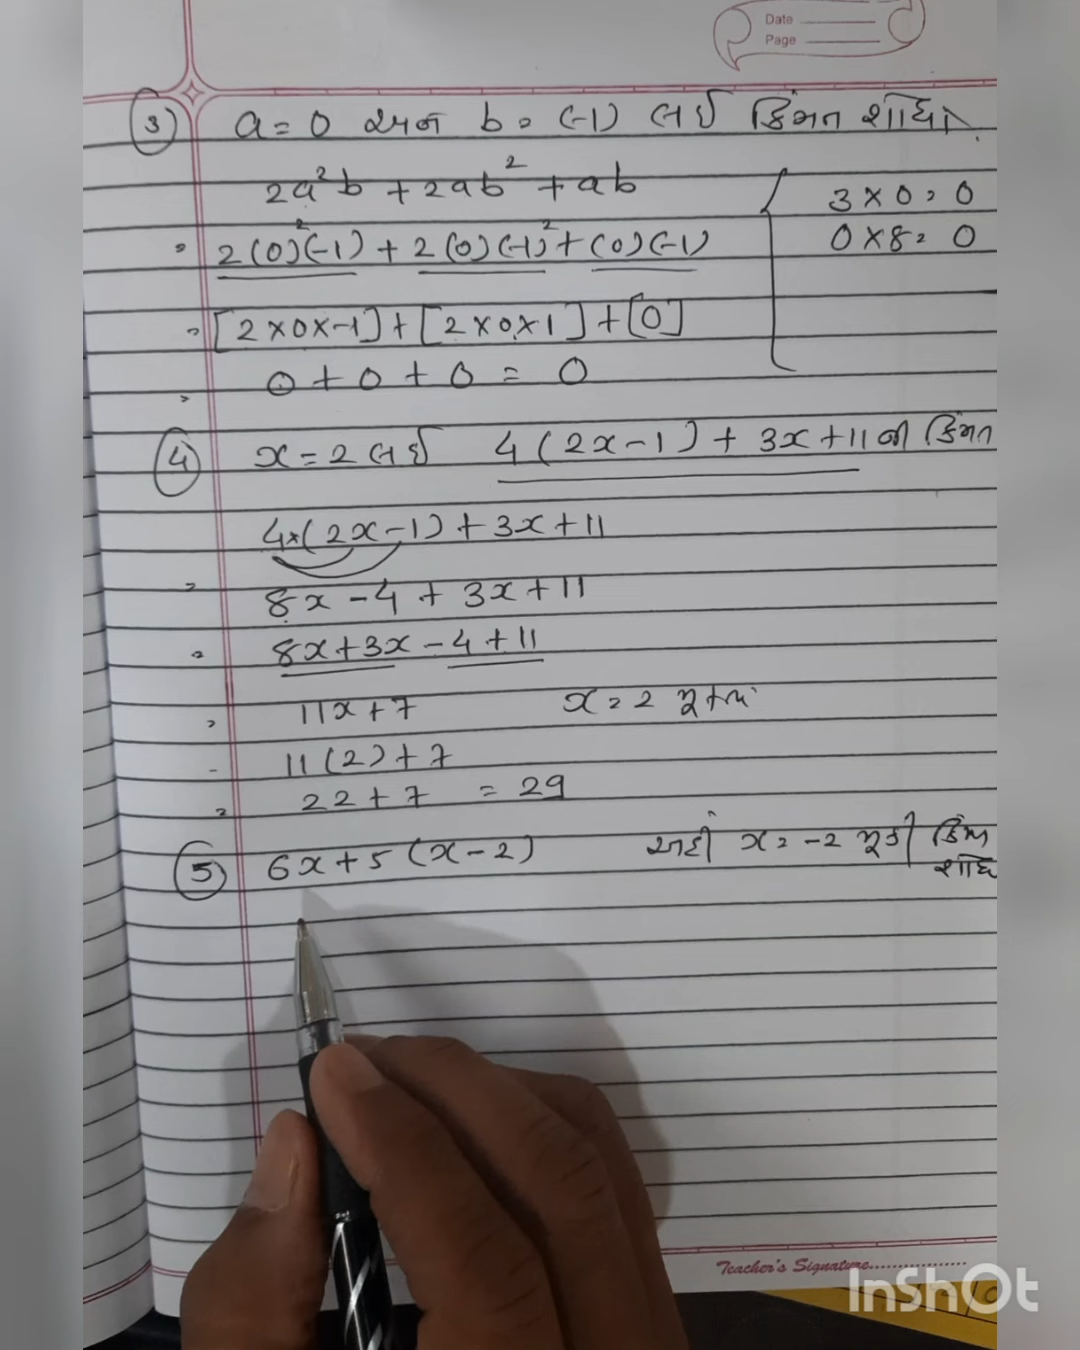 Date
Page
3) a = 0 અને b = (-1) લઈ કિંમત શોધો.
2a²b + 2ab² + ab
= 2(0)²(-1) + 2(0)(-1)² + (0)(-1)
3 × 0 = 0
0 × 8 = 0
= [2×0×-1] + [2×0×1] + [0]
= 0 + 0 + 0 = 0
4) x = 2 લઈ 4(2x-1) + 3x + 11 ની કિંમત
4×(2x-1) + 3x + 11
= 8x - 4 + 3x + 11
= 8x + 3x - 4 + 11
= 11x + 7 x = 2 મૂકતાં
= 11(2) + 7
= 22 + 7 = 29
5) 6x + 5(x-2) અહીં x = -2 મૂકી કિંમ
શોધિ
Teacher's Signature
InShOt